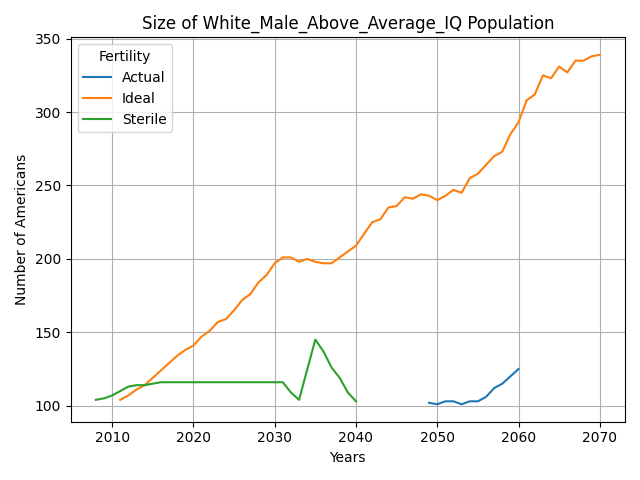 Size of White_Male_Above_Average_IQ Population
Fertility
Actual
Ideal
Sterile
Number of Americans
350
300
250
200
150
100
2010 2020 2030 2040 2050 2060 2070
Years